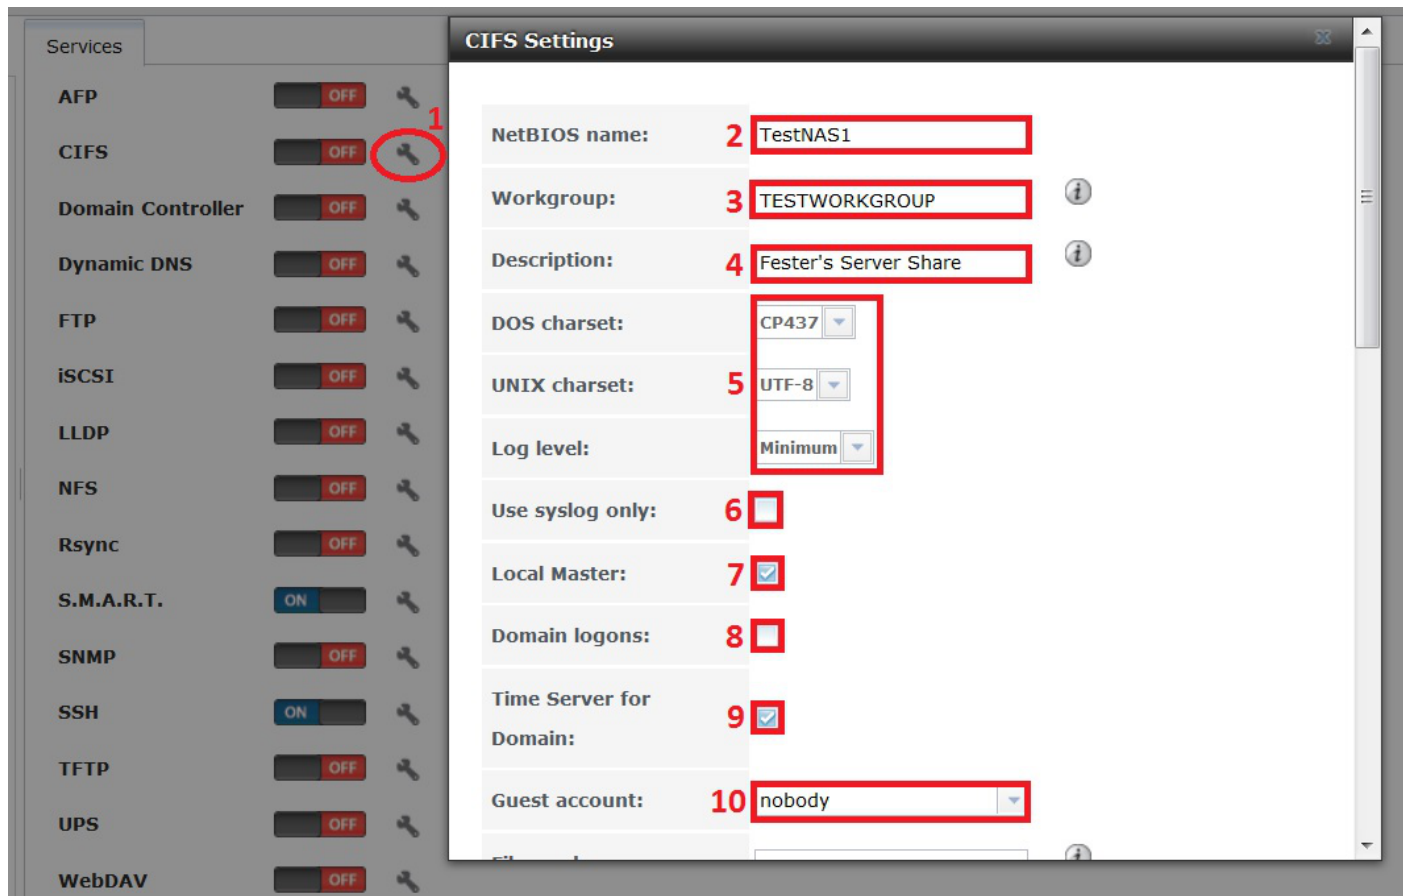 Services
AFP OFF
1
CIFS OFF
Domain Controller OFF
Dynamic DNS OFF
FTP OFF
iSCSI OFF
LLDP OFF
NFS OFF
Rsync OFF
S.M.A.R.T. ON
SNMP OFF
SSH ON
TFTP OFF
UPS OFF
WebDAV OFF
CIFS Settings
NetBIOS name: 2 TestNAS1
Workgroup: 3 TESTWORKGROUP i
Description: 4 Fester's Server Share i
DOS charset: CP437
UNIX charset: 5 UTF-8
Log level: Minimum
Use syslog only: 6
Local Master: 7
Domain logons: 8
Time Server for
Domain: 9
Guest account: 10 nobody